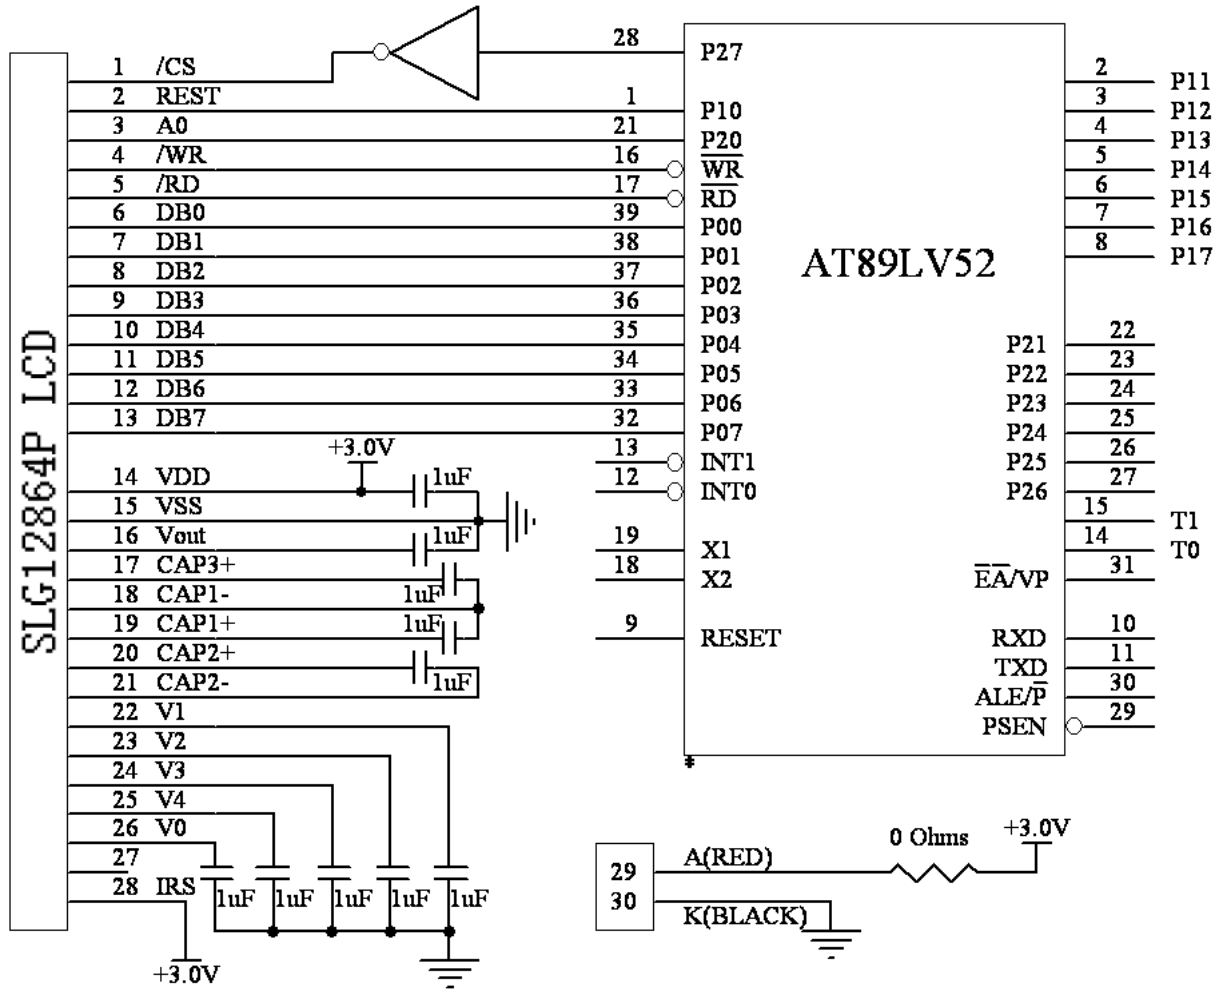 SLG12864P LCD
1 /CS
2 REST
3 A0
4 /WR
5 /RD
6 DB0
7 DB1
8 DB2
9 DB3
10 DB4
11 DB5
12 DB6
13 DB7
+3.0V
14 VDD 1uF
15 VSS
16 Vout 1uF
17 CAP3+
18 CAP1- 1uF
19 CAP1+ 1uF
20 CAP2+
21 CAP2- 1uF
22 V1
23 V2
24 V3
25 V4
26 V0
27
28 IRS
1uF 1uF 1uF 1uF 1uF
+3.0V
AT89LV52
28 P27
1 P10
21 P20
16 WR
17 RD
39 P00
38 P01
37 P02
36 P03
35 P04
34 P05
33 P06
32 P07
13 INT1
12 INT0
19 X1
18 X2
9 RESET
2 P11
3 P12
4 P13
5 P14
6 P15
7 P16
8 P17
P21 22
P22 23
P23 24
P24 25
P25 26
P26 27
15 T1
14 T0
EA/VP 31
RXD 10
TXD 11
ALE/P 30
PSEN 29
*
29 A(RED) 0 Ohms +3.0V
30 K(BLACK)